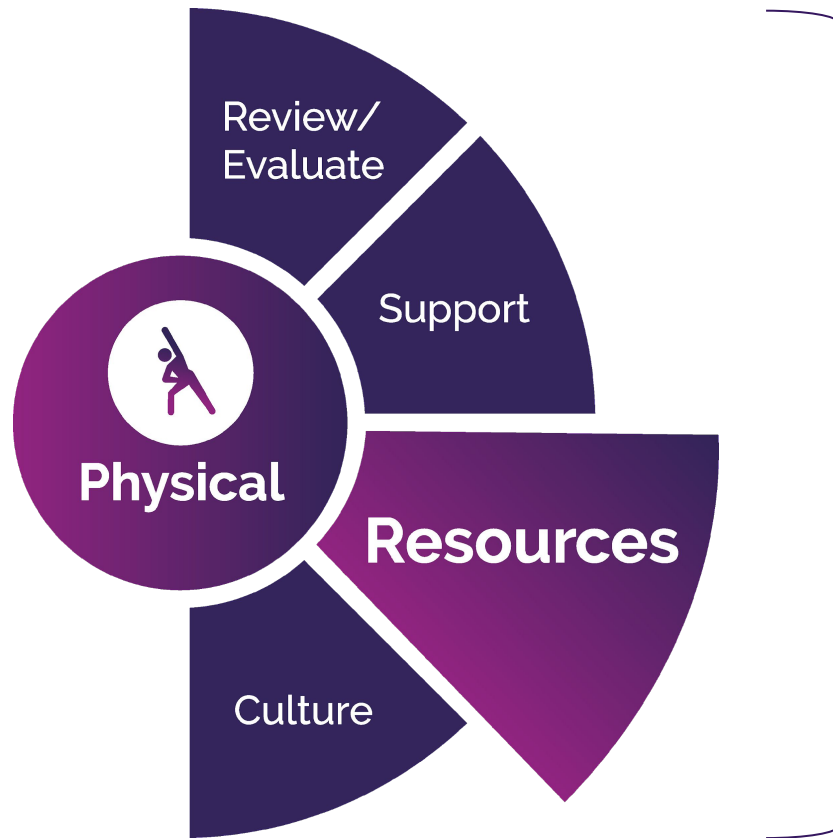 Review/
Evaluate
Support
Physical
Resources
Culture